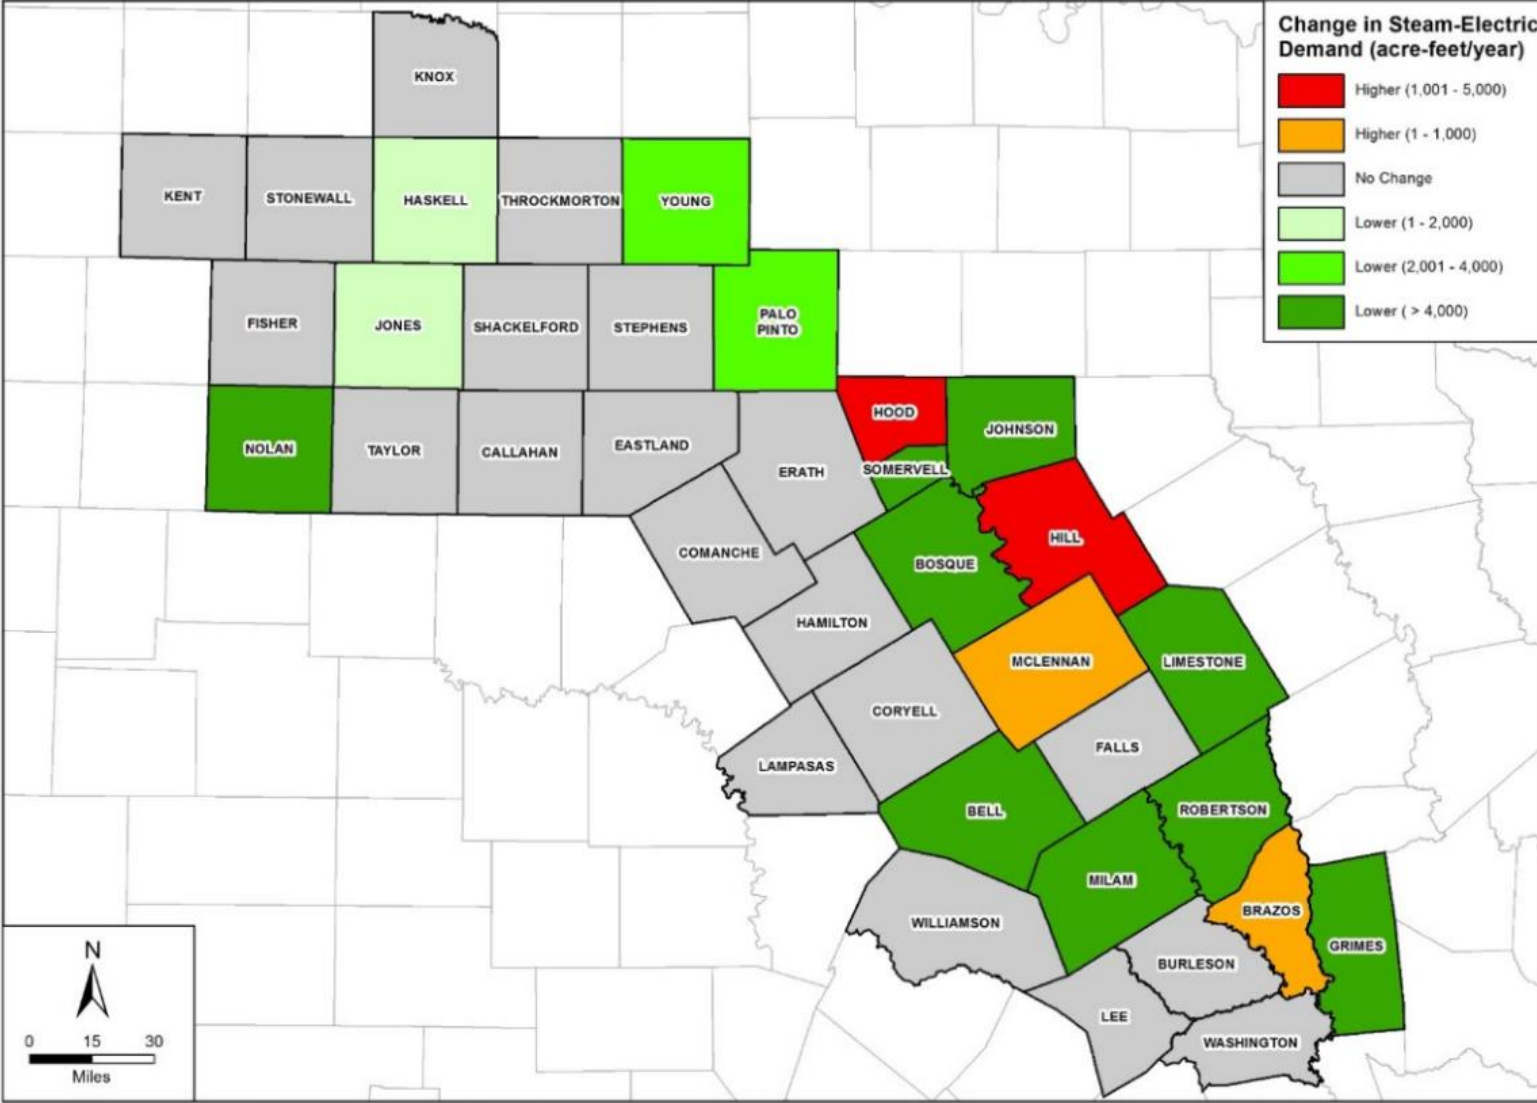 Change in Steam-Electric
Demand (acre-feet/year)
Higher (1,001 - 5,000)
Higher (1 - 1,000)
No Change
Lower (1 - 2,000)
Lower (2,001 - 4,000)
Lower ( > 4,000)
KNOX
KENT
STONEWALL
HASKELL
THROCKMORTON
YOUNG
FISHER
JONES
SHACKELFORD
STEPHENS
PALO
PINTO
NOLAN
TAYLOR
CALLAHAN
EASTLAND
ERATH
HOOD
JOHNSON
SOMERVELL
COMANCHE
BOSQUE
HILL
HAMILTON
MCLENNAN
LIMESTONE
CORYELL
FALLS
LAMPASAS
BELL
ROBERTSON
MILAM
WILLIAMSON
BRAZOS
GRIMES
BURLESON
LEE
WASHINGTON
N
0 15 30
Miles